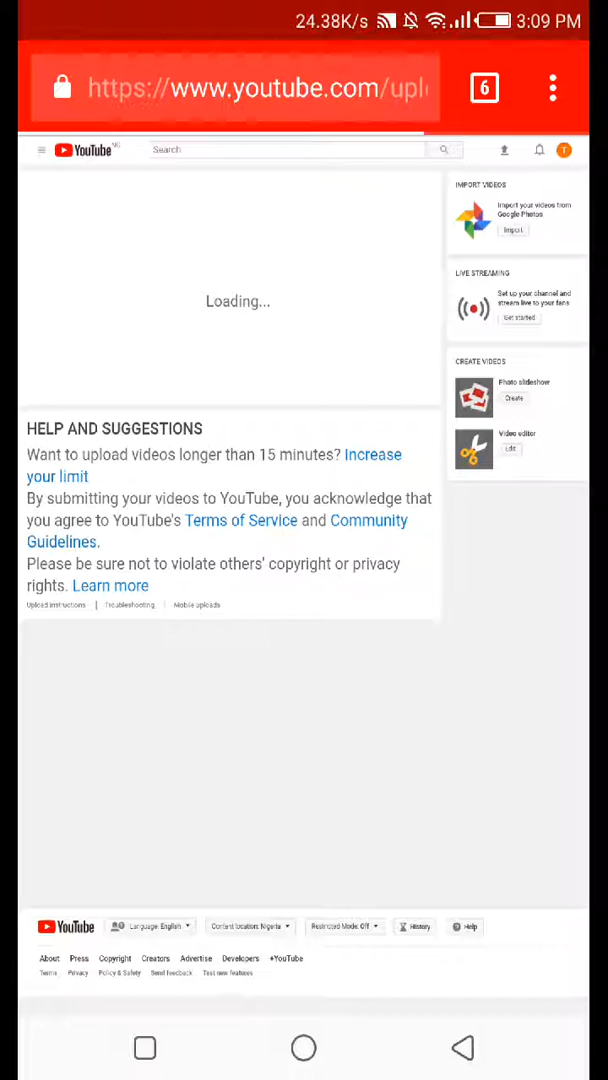 24.38K/s 3:09 PM
https://www.youtube.com/upl
6
YouTube NG
Search
T
IMPORT VIDEOS
Import your videos from
Google Photos
Import
LIVE STREAMING
Set up your channel and
stream live to your fans
Get started
Loading...
CREATE VIDEOS
Photo slideshow
Create
Video editor
Edit
HELP AND SUGGESTIONS
Want to upload videos longer than 15 minutes? Increase
your limit
By submitting your videos to YouTube, you acknowledge that
you agree to YouTube's Terms of Service and Community
Guidelines.
Please be sure not to violate others' copyright or privacy
rights. Learn more
Upload instructions | Troubleshooting | Mobile uploads
YouTube Language: English Content location: Nigeria Restricted Mode: Off History Help
About Press Copyright Creators Advertise Developers +YouTube
Terms Privacy Policy & Safety Send feedback Test new features